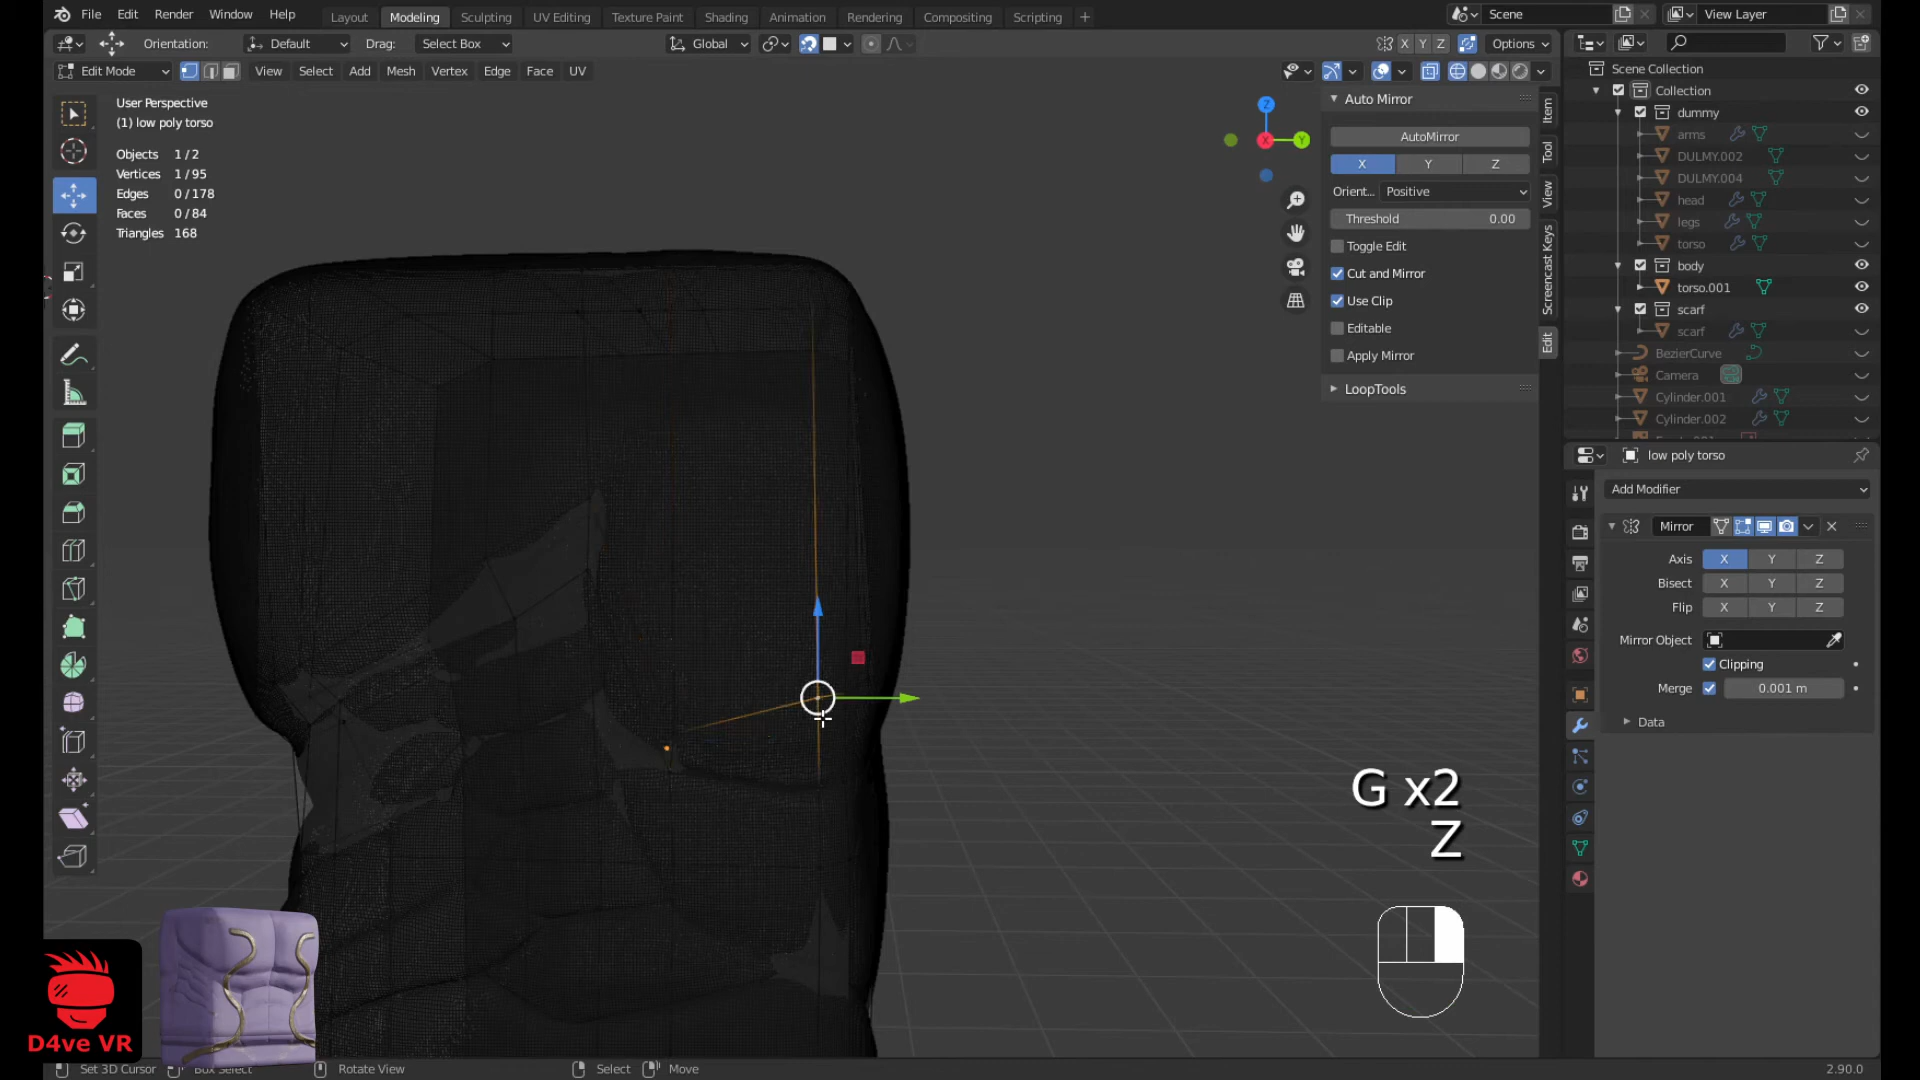 File Edit Render Window Help Layout Modeling Sculpting UV Editing Texture Paint Shading Animation Rendering Compositing Scripting + Scene View Layer
Orientation: Default Drag: Select Box Global X Y Z Options
Edit Mode View Select Add Mesh Vertex Edge Face UV
User Perspective
(1) low poly torso
Objects 1 / 2
Vertices 1 / 95
Edges 0 / 178
Faces 0 / 84
Triangles 168
Z
X
Y
Auto Mirror
AutoMirror
X Y Z
Orient... Positive
Threshold 0.00
Toggle Edit
Cut and Mirror
Use Clip
Editable
Apply Mirror
LoopTools
Item
Tool
View
Screencast Keys
Edit
Scene Collection
Collection
dummy
arms
DULMY.002
DULMY.004
head
legs
torso
body
torso.001
scarf
scarf
BezierCurve
Camera
Cylinder.001
Cylinder.002
low poly torso
Add Modifier
Mirror
Axis X Y Z
Bisect X Y Z
Flip X Y Z
Mirror Object
Clipping
Merge 0.001 m
Data
G x2
Z
D4ve VR
Set 3D Cursor Box Select Rotate View Select Move 2.90.0